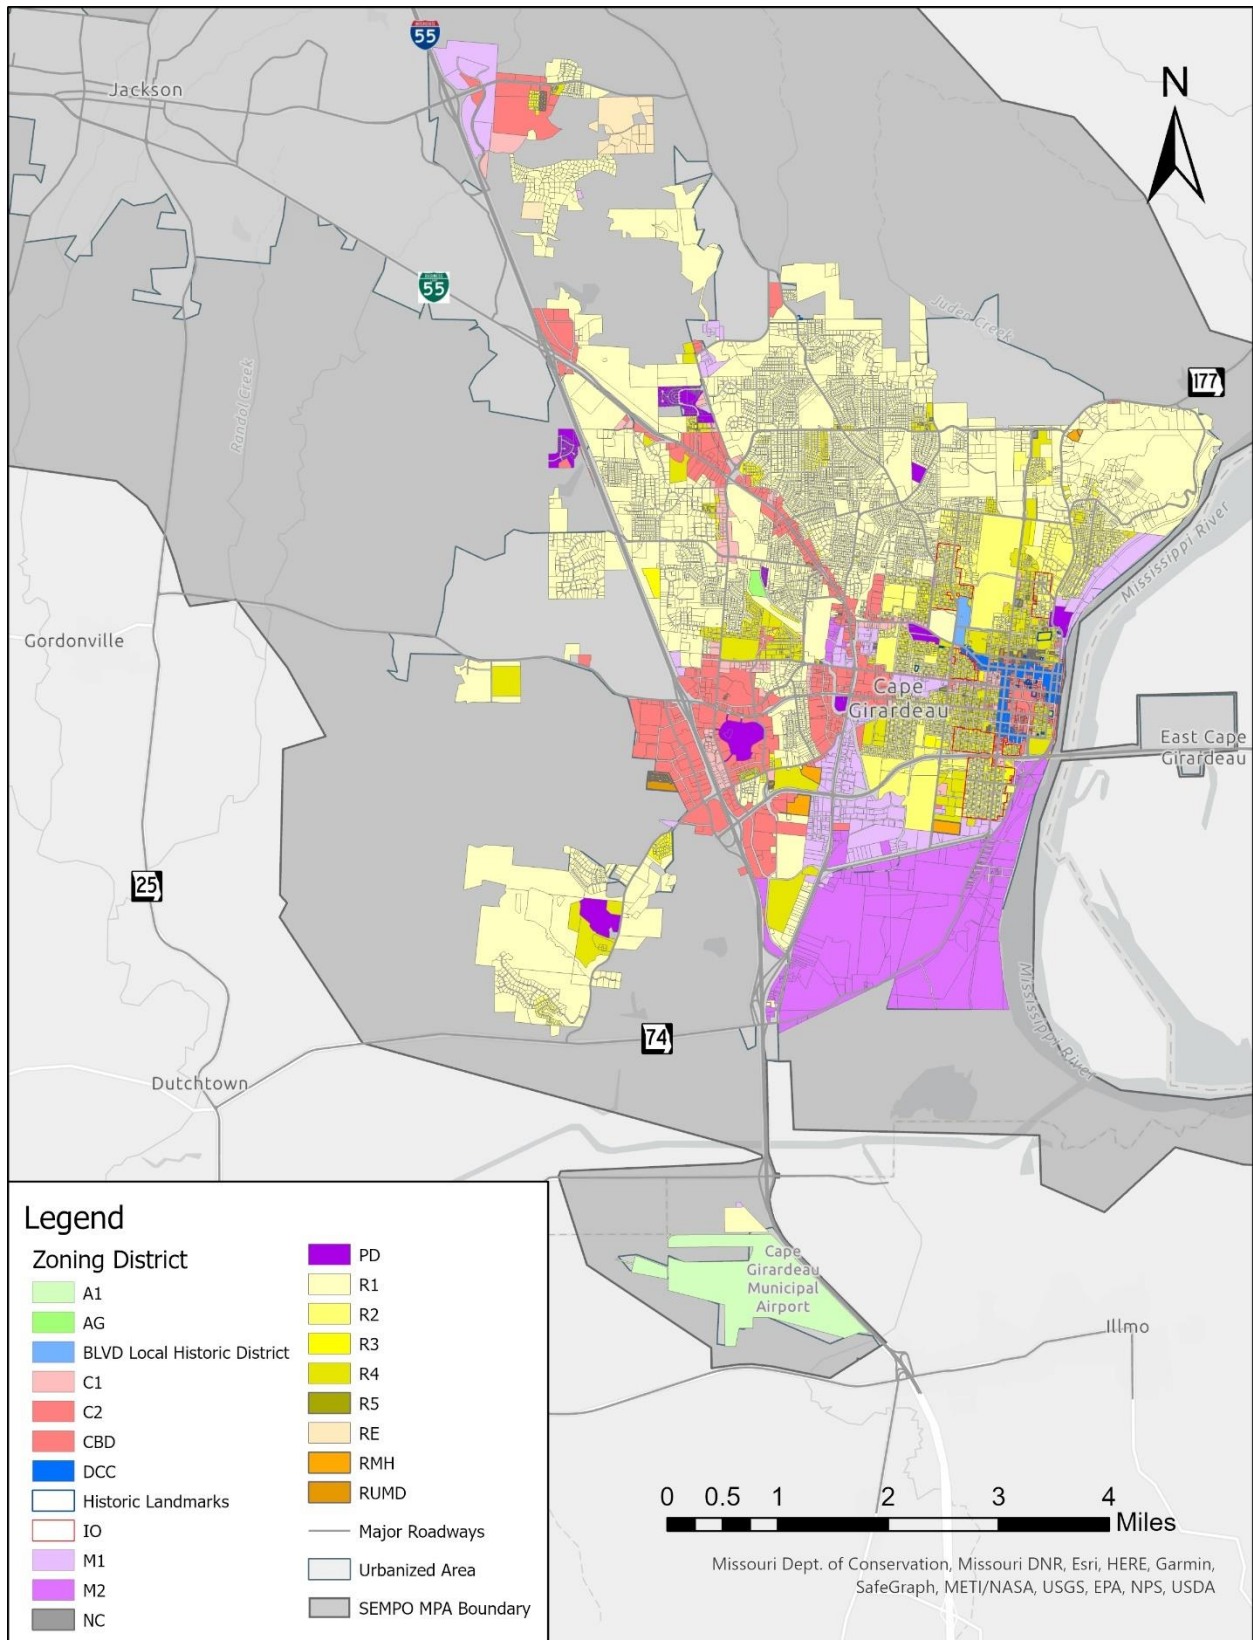 INTERSTATE
55
Jackson
N
BUSINESS
55
Juden Creek
177
Randol Creek
Mississippi River
Gordonville
Cape
Girardeau
East Cape
Girardeau
25
Mississippi River
74
Dutchtown
Cape
Girardeau
Municipal
Airport
Illmo
Legend
Zoning District
A1
AG
BLVD Local Historic District
C1
C2
CBD
DCC
Historic Landmarks
IO
M1
M2
NC
PD
R1
R2
R3
R4
R5
RE
RMH
RUMD
Major Roadways
Urbanized Area
SEMPO MPA Boundary
0 0.5 1 2 3 4
Miles
Missouri Dept. of Conservation, Missouri DNR, Esri, HERE, Garmin,
SafeGraph, METI/NASA, USGS, EPA, NPS, USDA